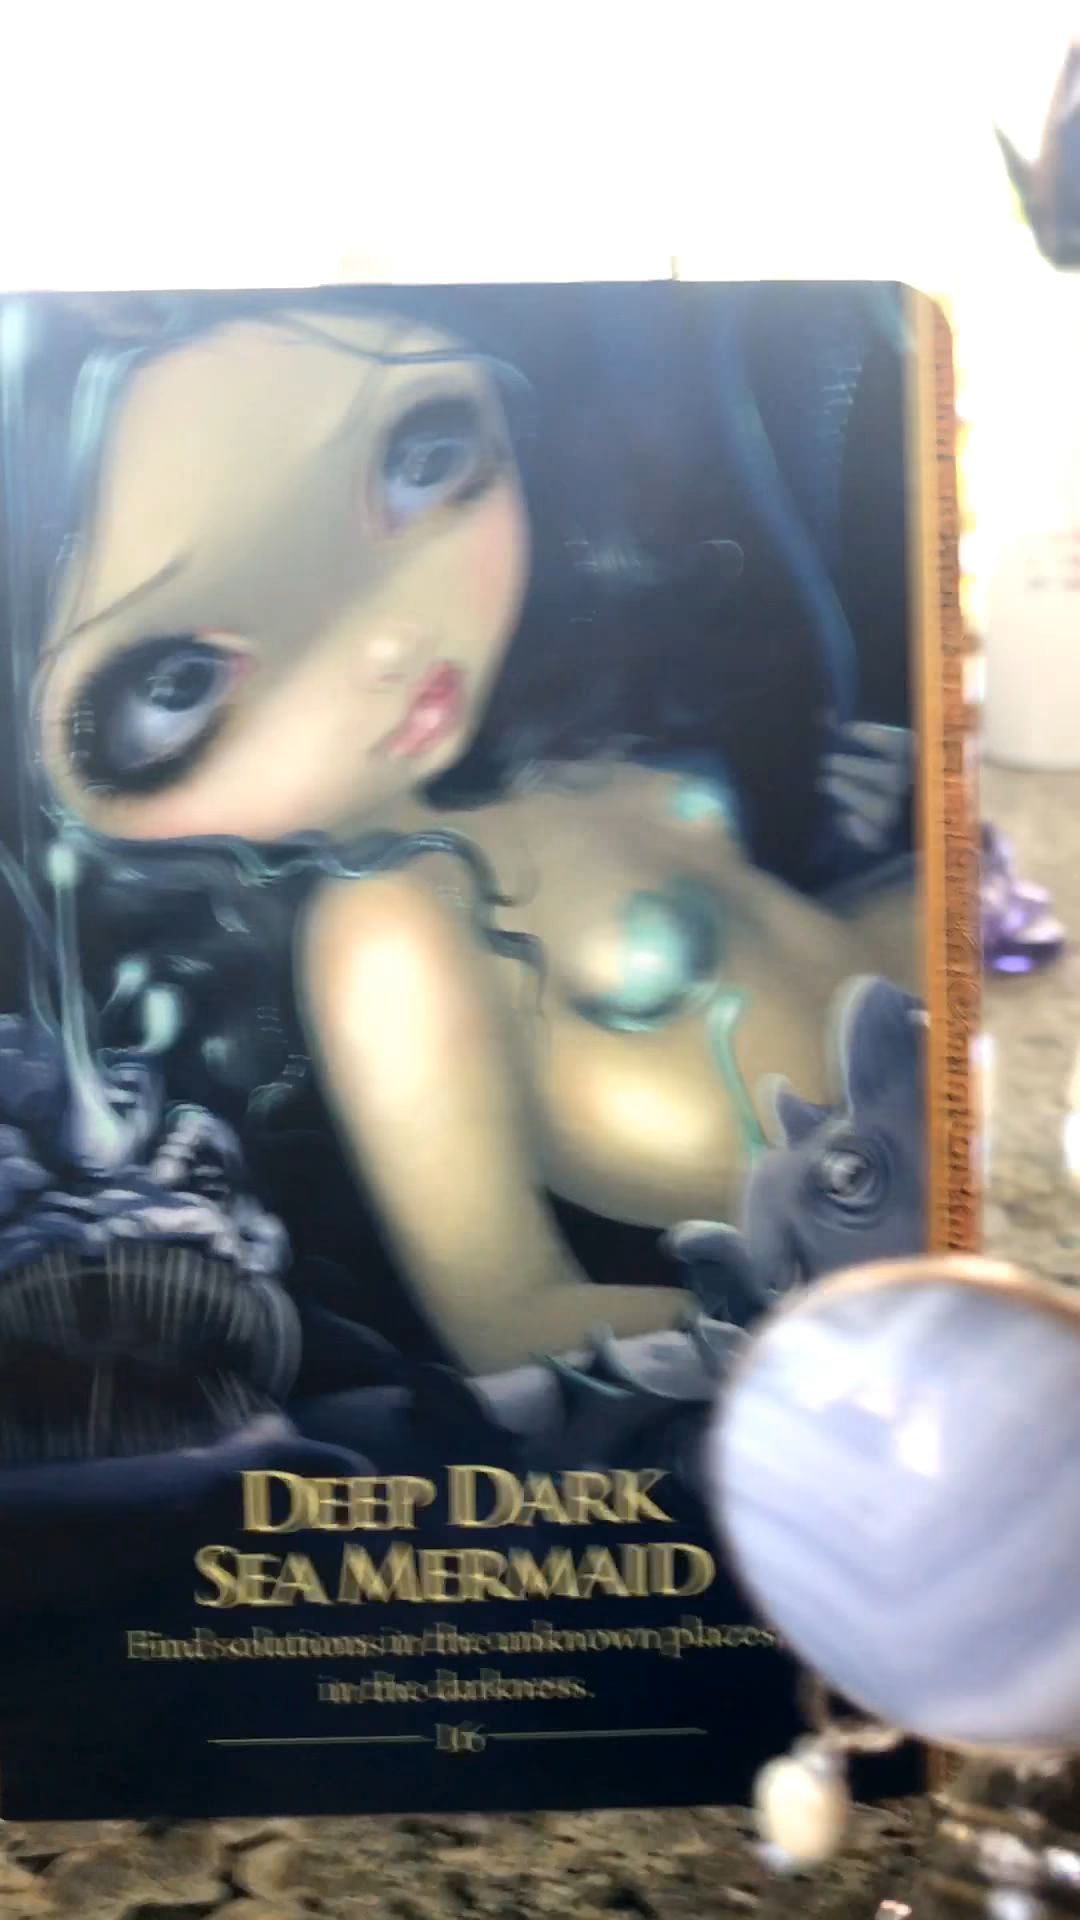 DEEP DARK
SEA MERMAID
Find solutions in the unknown places,
in the darkness.
16